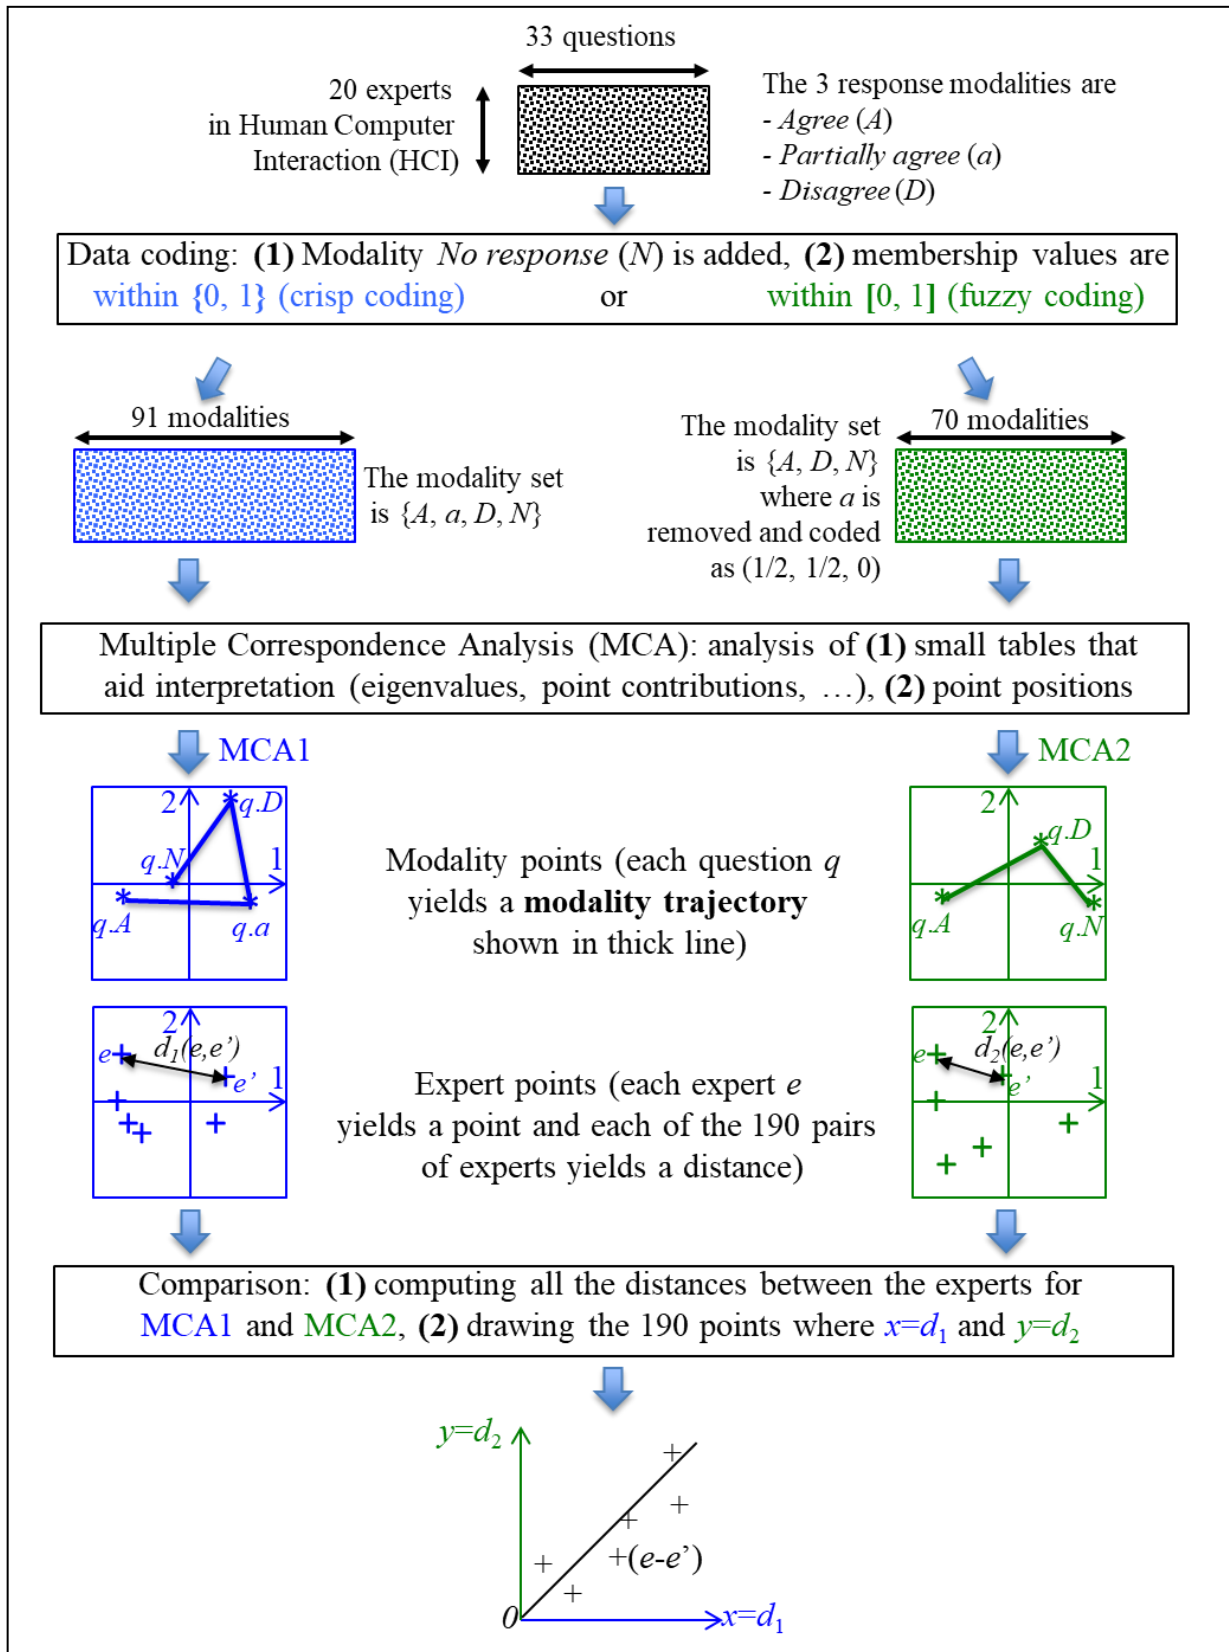 33 questions
20 experts
in Human Computer
Interaction (HCI)
The 3 response modalities are
- Agree (A)
- Partially agree (a)
- Disagree (D)
Data coding: (1) Modality No response (N) is added, (2) membership values are
within {0, 1} (crisp coding) or within [0, 1] (fuzzy coding)
91 modalities
The modality set
is {A, a, D, N}
The modality set
is {A, D, N}
where a is
removed and coded
as (1/2, 1/2, 0)
70 modalities
Multiple Correspondence Analysis (MCA): analysis of (1) small tables that
aid interpretation (eigenvalues, point contributions, …), (2) point positions
MCA1
MCA2
2
q.D
q.N
1
q.A
q.a
Modality points (each question q
yields a modality trajectory
shown in thick line)
2
q.D
1
q.A
q.N
2
e
d1(e,e’)
e’
1
Expert points (each expert e
yields a point and each of the 190 pairs
of experts yields a distance)
2
e
d2(e,e’)
e’
1
Comparison: (1) computing all the distances between the experts for
MCA1 and MCA2, (2) drawing the 190 points where x=d1 and y=d2
y=d2
(e-e’)
0
x=d1